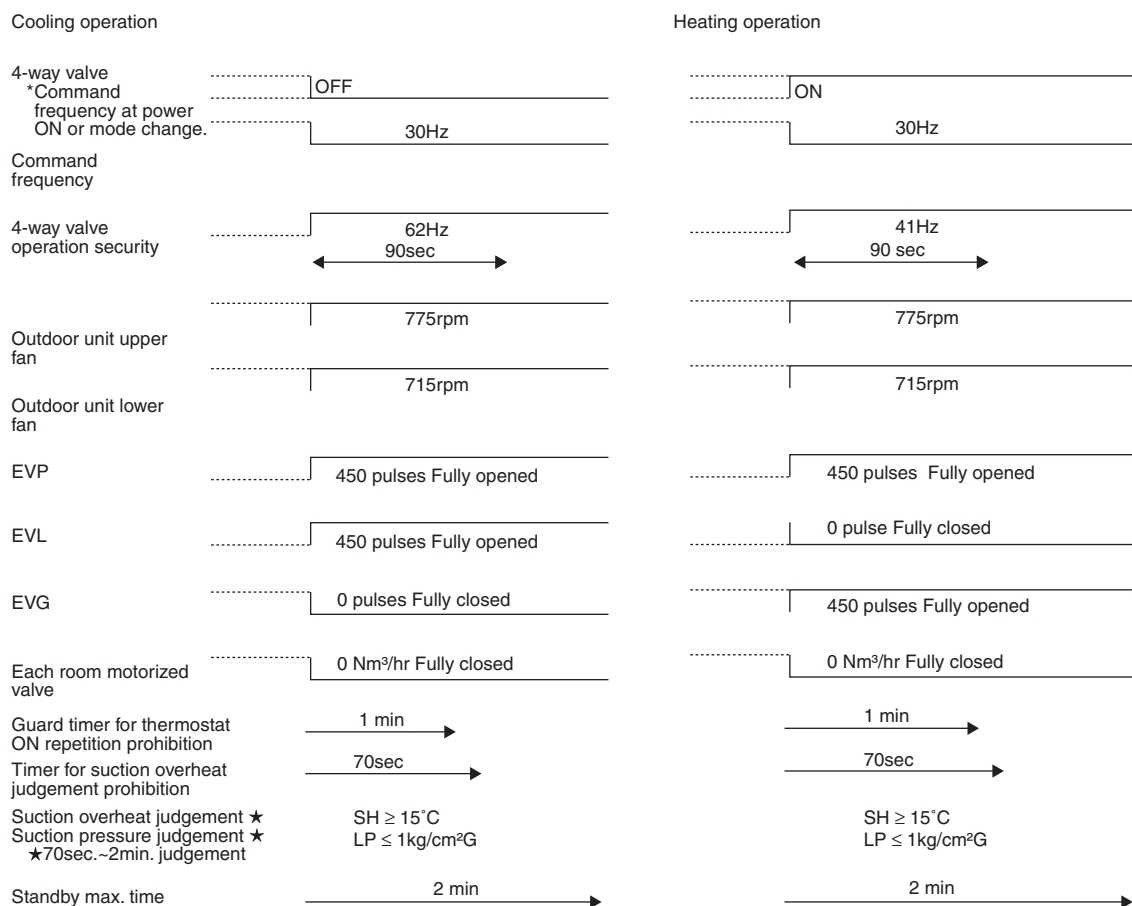 Cooling operation
Heating operation
4-way valve
*Command
frequency at power
ON or mode change.
OFF
ON
30Hz
30Hz
Command
frequency
4-way valve
operation security
62Hz
41Hz
90sec
90 sec
775rpm
775rpm
Outdoor unit upper
fan
715rpm
715rpm
Outdoor unit lower
fan
EVP
450 pulses Fully opened
450 pulses Fully opened
EVL
450 pulses Fully opened
0 pulse Fully closed
EVG
0 pulses Fully closed
450 pulses Fully opened
Each room motorized
valve
0 Nm³/hr Fully closed
0 Nm³/hr Fully closed
Guard timer for thermostat
ON repetition prohibition
1 min
1 min
Timer for suction overheat
judgement prohibition
70sec
70sec
Suction overheat judgement ★
SH ≥ 15˚C
SH ≥ 15˚C
Suction pressure judgement ★
LP ≤ 1kg/cm²G
LP ≤ 1kg/cm²G
★70sec.~2min. judgement
Standby max. time
2 min
2 min